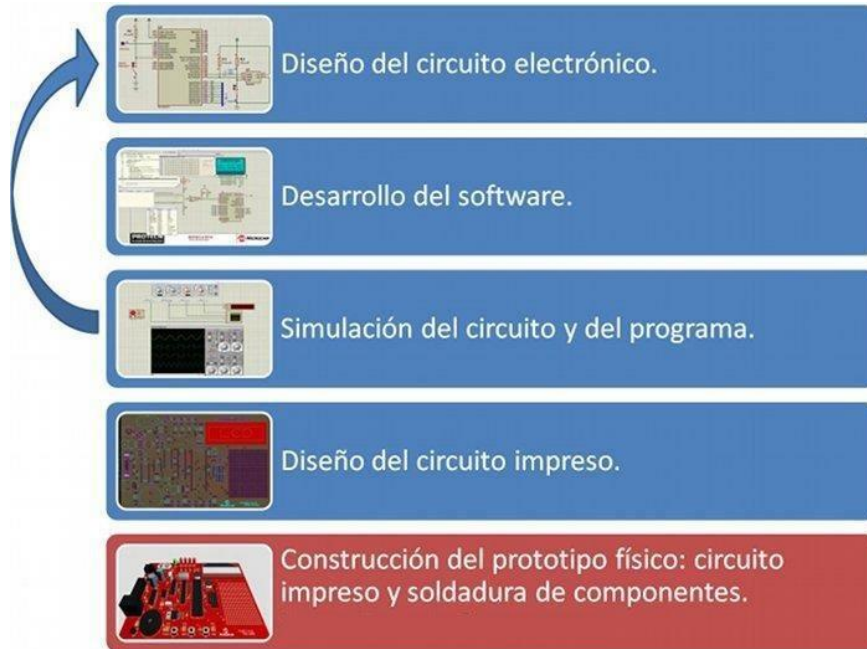 Diseño del circuito electrónico.
Desarrollo del software.
Simulación del circuito y del programa.
Diseño del circuito impreso.
Construcción del prototipo físico: circuito
impreso y soldadura de componentes.